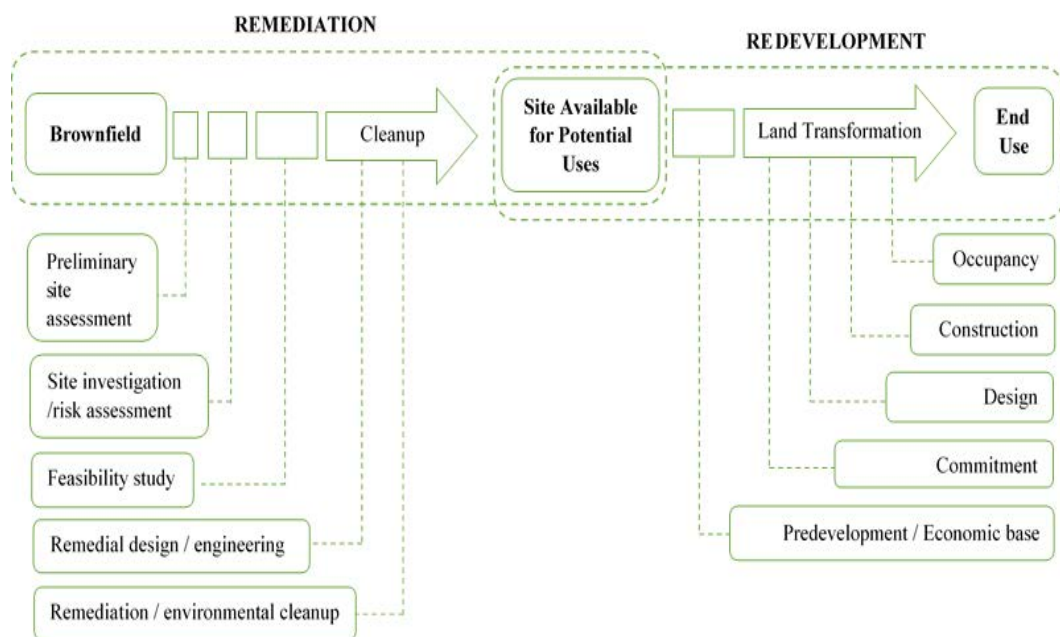 REMEDIATION
REDEVELOPMENT
Brownfield
Cleanup
Site Available
for Potential
Uses
Land Transformation
End
Use
Preliminary
site
assessment
Site investigation
/risk assessment
Feasibility study
Remedial design / engineering
Remediation / environmental cleanup
Occupancy
Construction
Design
Commitment
Predevelopment / Economic base